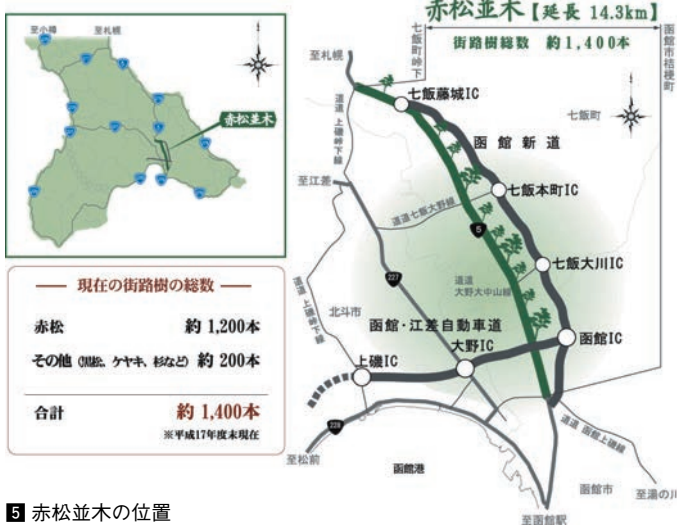 赤松並木【延長 14.3km】
街路樹総数 約1,400本
至小樽
至札幌
赤松並木
現在の街路樹の総数
赤松 約 1,200本
その他(黒松、ケヤキ、杉など) 約 200本
合計 約 1,400本
※平成17年度末現在
七飯町峠下
函館市桔梗町
至札幌
七飯藤城IC
七飯町
道道 上磯峠下線
函館新道
至江差
道道七飯大野線
七飯本町IC
5
227
七飯大川IC
道道
大野大中山線
道道 上磯峠下線
北斗市
函館・江差自動車道
大野IC
函館IC
上磯IC
228
至松前
函館港
道道 函館上磯線
函館市
至湯の川
至函館駅
5 赤松並木の位置